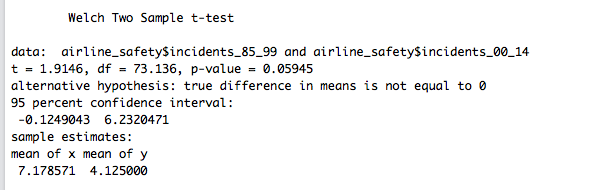 Welch Two Sample t-test
data:  airline_safety$incidents_85_99 and airline_safety$incidents_00_14
t = 1.9146, df = 73.136, p-value = 0.05945
alternative hypothesis: true difference in means is not equal to 0
95 percent confidence interval:
-0.1249043  6.2320471
sample estimates:
mean of x mean of y
7.178571  4.125000